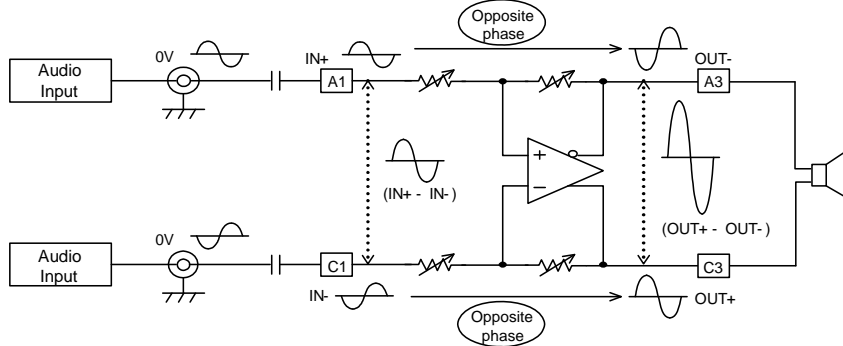 Opposite
phase
0V
IN+
OUT-
Audio
Input
A1
A3
+
−
(IN+ - IN-)
(OUT+ - OUT-)
0V
Audio
Input
C1
C3
IN-
OUT+
Opposite
phase